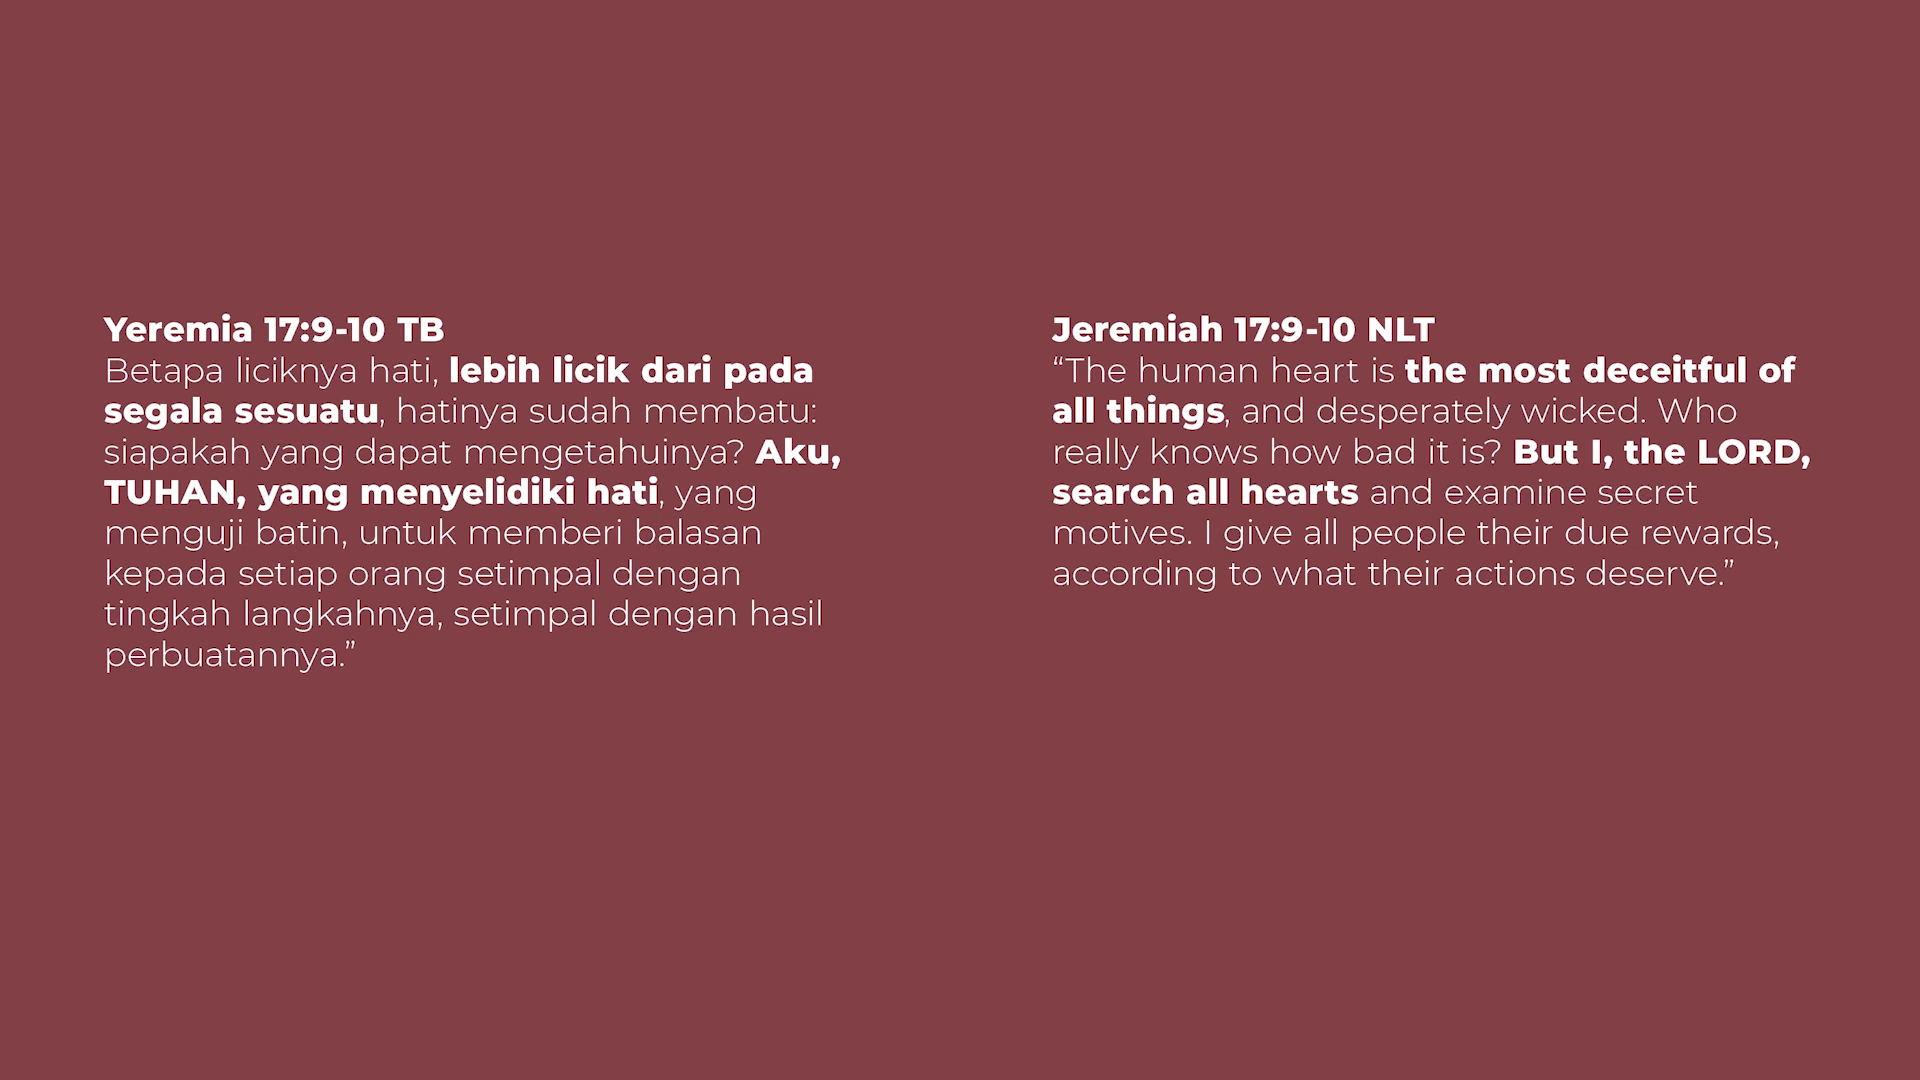 Yeremia 17:9-10 TB
Betapa liciknya hati, lebih licik dari pada
segala sesuatu, hatinya sudah membatu:
siapakah yang dapat mengetahuinya? Aku,
TUHAN, yang menyelidiki hati, yang
menguji batin, untuk memberi balasan
kepada setiap orang setimpal dengan
tingkah langkahnya, setimpal dengan hasil
perbuatannya.”
Jeremiah 17:9-10 NLT
“The human heart is the most deceitful of
all things, and desperately wicked. Who
really knows how bad it is? But I, the LORD,
search all hearts and examine secret
motives. I give all people their due rewards,
according to what their actions deserve.”